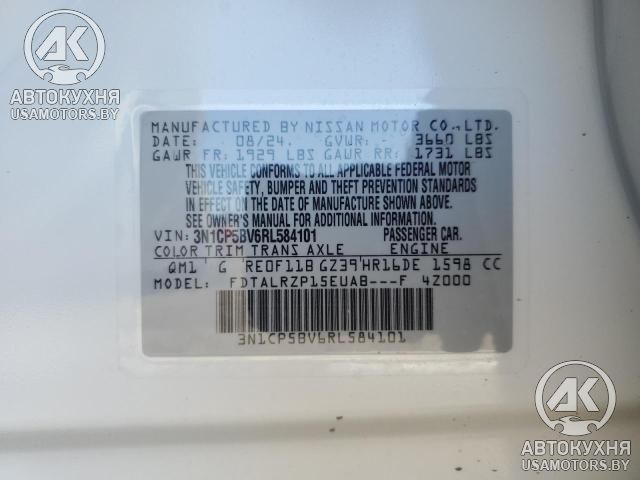 AK
АВТОКУХНЯ
USAMOTORS.BY
MANUFACTURED BY NISSAN MOTOR CO.,LTD.
DATE: 08/24. GVWR: - 3660 LBS
GAWR FR: 1929 LBS GAWR RR: 1731 LBS
THIS VEHICLE CONFORMS TO ALL APPLICABLE FEDERAL MOTOR
VEHICLE SAFETY, BUMPER AND THEFT PREVENTION STANDARDS
IN EFFECT ON THE DATE OF MANUFACTURE SHOWN ABOVE.
SEE OWNER'S MANUAL FOR ADDITIONAL INFORMATION.
VIN: 3N1CP5BV6RL584101 PASSENGER CAR.
COLOR TRIM TRANS AXLE ENGINE
QM1 G RE0F11B GZ39 HR16DE 1598 CC
MODEL: FDTALRZP15EUAB---F 4Z000
3N1CP5BV6RL584101
AK
АВТОКУХНЯ
USAMOTORS.BY